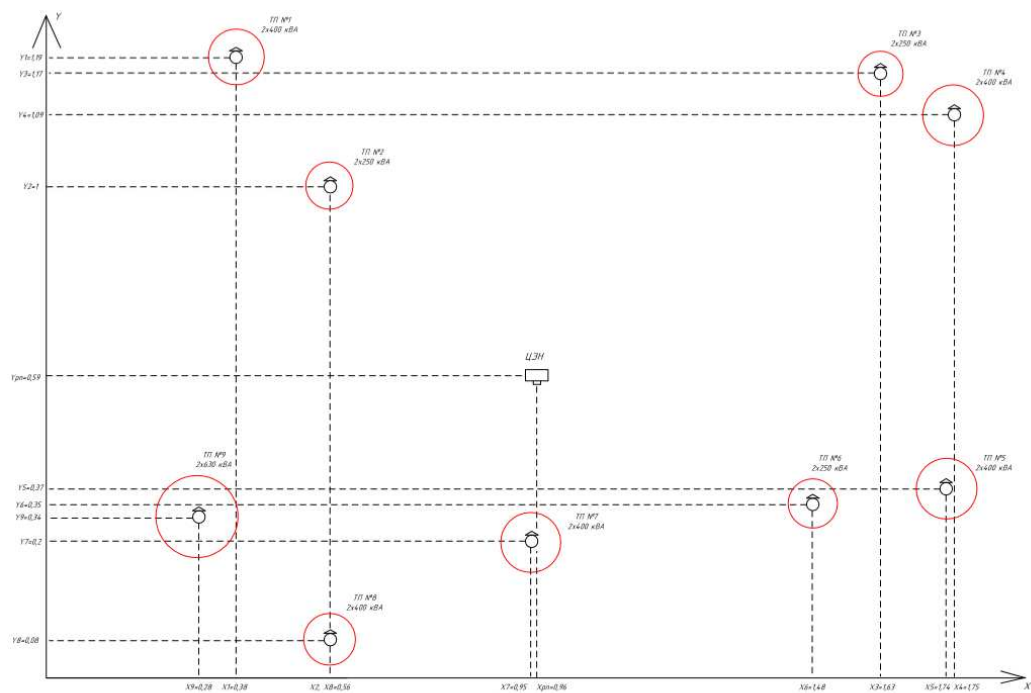 Y
ТП №1
2х400 кВА
ТП №3
2х250 кВА
Y1=1,19
Y3=1,17
ТП №4
2х400 кВА
Y4=1,09
ТП №2
2х250 кВА
Y2=1
ЦЭН
Yрп=0,59
ТП №9
2х630 кВА
ТП №6
2х250 кВА
ТП №5
2х400 кВА
Y5=0,37
Y6=0,35
Y9=0,34
ТП №7
2х400 кВА
Y7=0,2
ТП №8
2х400 кВА
Y8=0,08
X9=0,28 X1=0,38 X2, X8=0,56 X7=0,95 Xрп=0,96 X6=1,48 X3=1,63 X5=1,74 X4=1,75 X